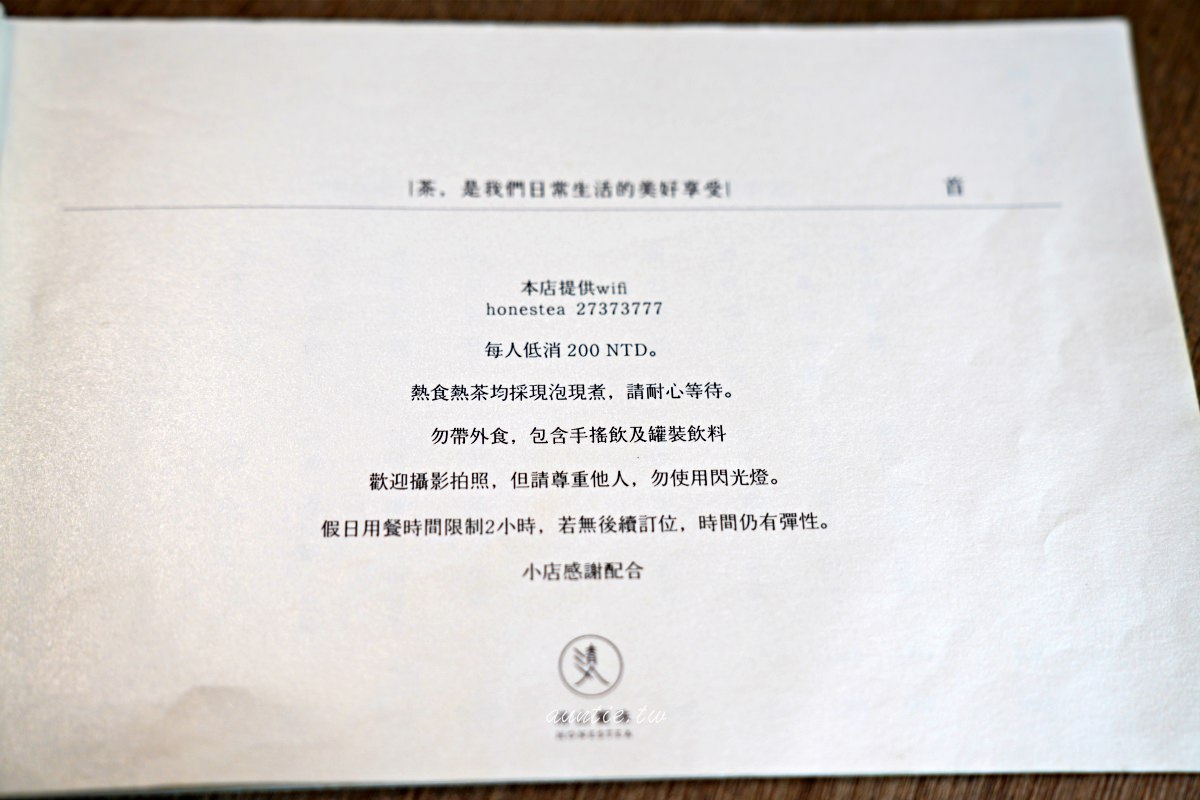 |茶，是我們日常生活的美好享受|
首
本店提供wifi
honestea 27373777
每人低消 200 NTD。
熱食熱茶均採現泡現煮，請耐心等待。
勿帶外食，包含手搖飲及罐裝飲料
歡迎攝影拍照，但請尊重他人，勿使用閃光燈。
假日用餐時間限制2小時，若無後續訂位，時間仍有彈性。
小店感謝配合
auntie.tw
HONESTEA